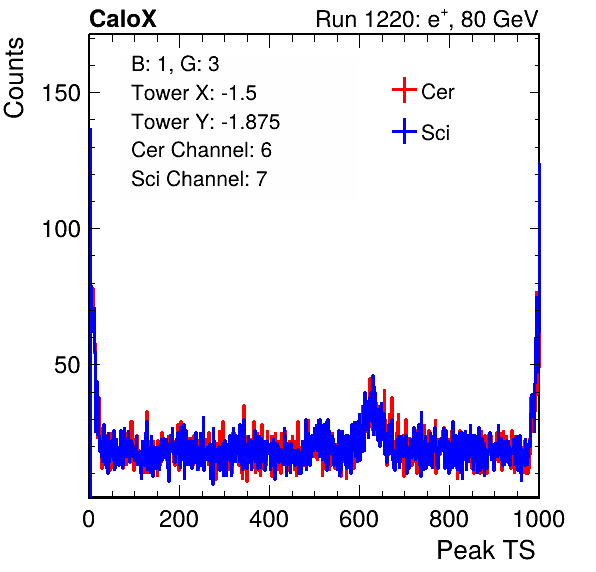 CaloX Run 1220: e⁺, 80 GeV
Counts
B: 1, G: 3
Tower X: -1.5
Tower Y: -1.875
Cer Channel: 6
Sci Channel: 7
Cer
Sci
150
100
50
0 200 400 600 800 1000
Peak TS